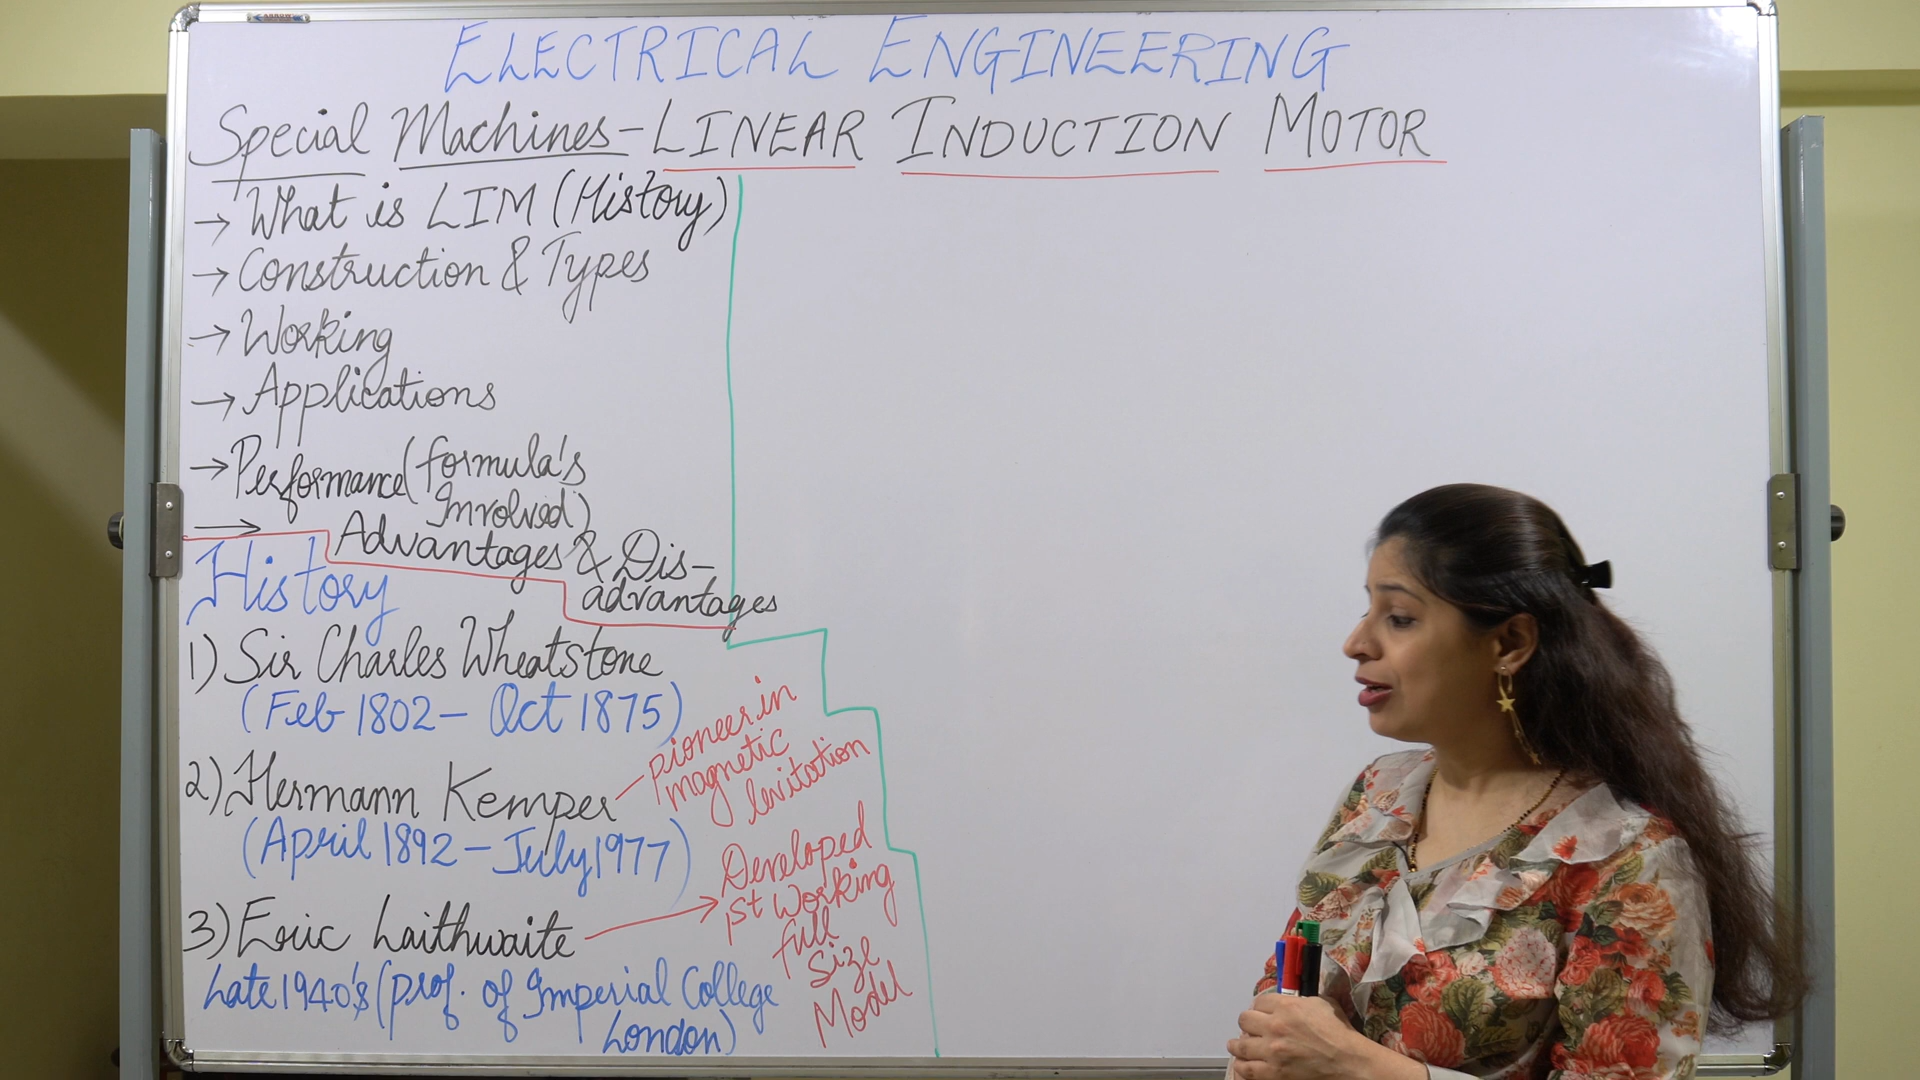 ELECTRICAL ENGINEERING
Special Machines - LINEAR INDUCTION MOTOR
→ What is LIM (History)
→ Construction & Types
→ Working
→ Applications
→ Performance (formula's
Involved)
→ Advantages & Dis-
advantages
History
1) Sir Charles Wheatstone
(Feb 1802 - Oct 1875)
2) Hermann Kemper - pioneer in
magnetic
levitation
(April 1892 - July 1977)
3) Eric Laithwaite → Developed
1st working
full
Size
Model
Late 1940's (prof. of Imperial College
London)